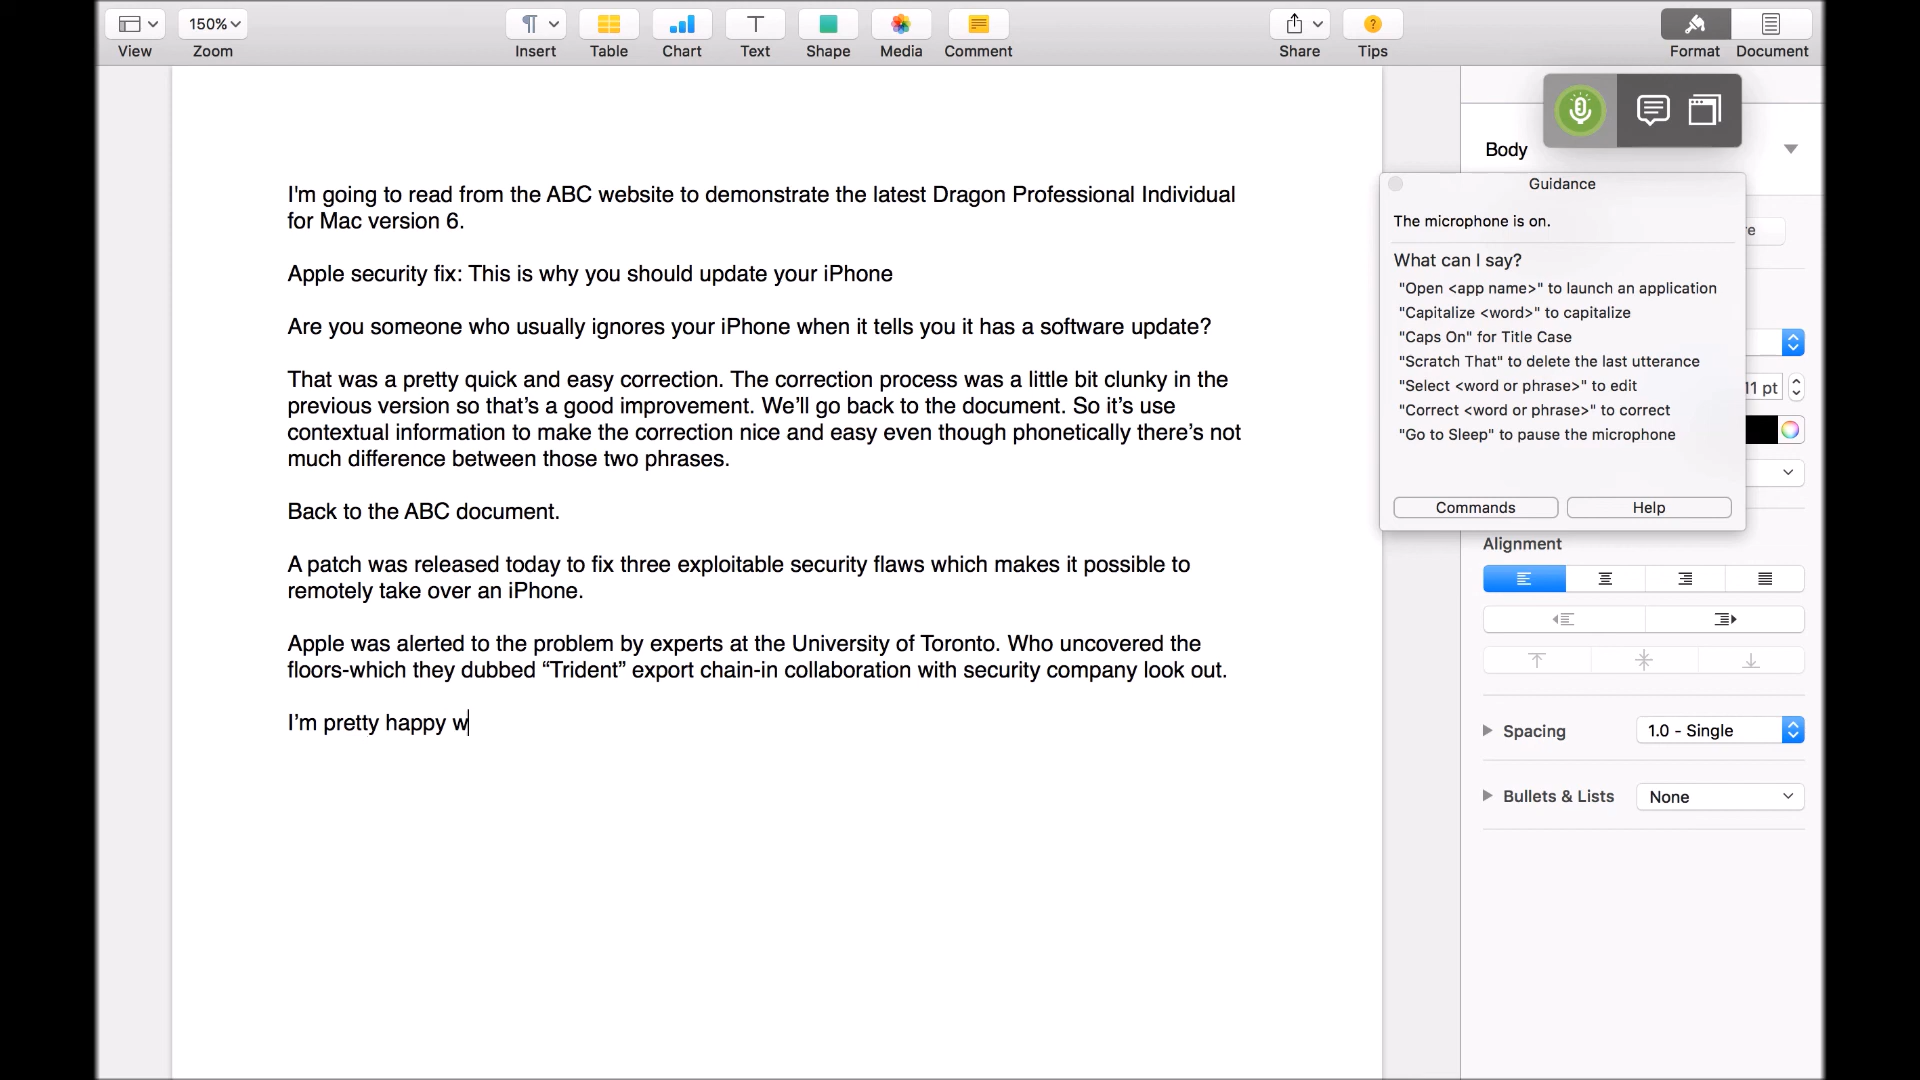 150%
View
Zoom
Insert
Table
Chart
Text
Shape
Media
Comment
Share
Tips
Format
Document
I'm going to read from the ABC website to demonstrate the latest Dragon Professional Individual
for Mac version 6.
Apple security fix: This is why you should update your iPhone
Are you someone who usually ignores your iPhone when it tells you it has a software update?
That was a pretty quick and easy correction. The correction process was a little bit clunky in the
previous version so that’s a good improvement. We’ll go back to the document. So it’s use
contextual information to make the correction nice and easy even though phonetically there’s not
much difference between those two phrases.
Back to the ABC document.
A patch was released today to fix three exploitable security flaws which makes it possible to
remotely take over an iPhone.
Apple was alerted to the problem by experts at the University of Toronto. Who uncovered the
floors-which they dubbed “Trident” export chain-in collaboration with security company look out.
I’m pretty happy w
Body
Guidance
The microphone is on.
What can I say?
"Open <app name>" to launch an application
"Capitalize <word>" to capitalize
"Caps On" for Title Case
"Scratch That" to delete the last utterance
"Select <word or phrase>" to edit
"Correct <word or phrase>" to correct
"Go to Sleep" to pause the microphone
Commands
Help
11 pt
Alignment
Spacing
1.0 - Single
Bullets & Lists
None